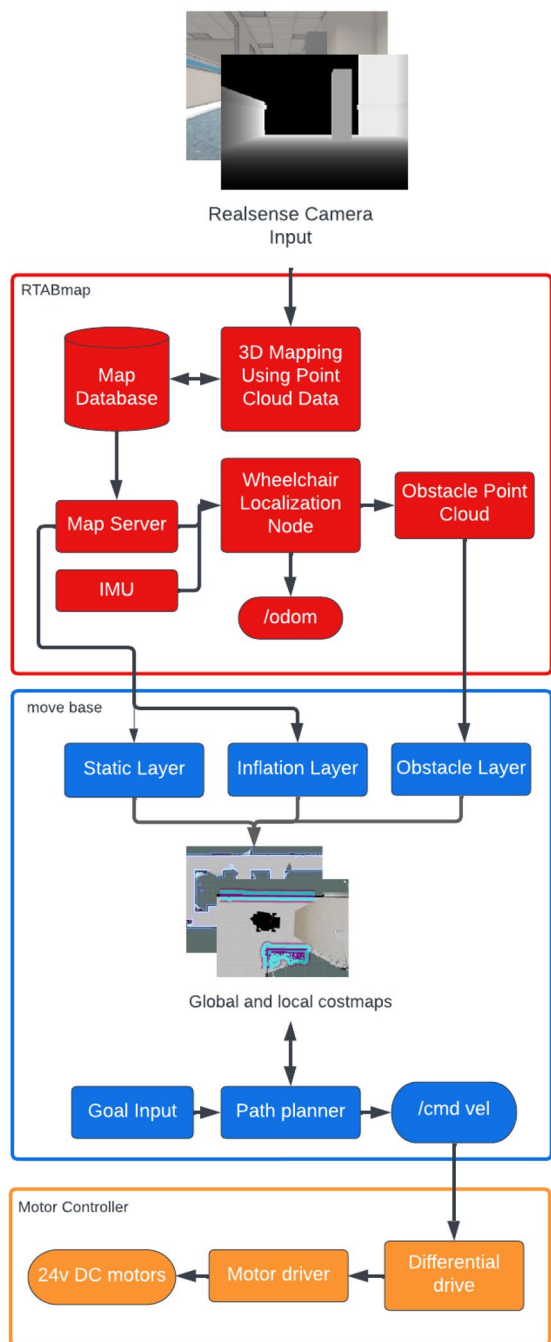 Realsense Camera
Input
RTABmap
Map
Database
3D Mapping
Using Point
Cloud Data
Map Server
Wheelchair
Localization
Node
Obstacle Point
Cloud
IMU
/odom
move base
Static Layer
Inflation Layer
Obstacle Layer
Global and local costmaps
Goal Input
Path planner
/cmd vel
Motor Controller
24v DC motors
Motor driver
Differential
drive